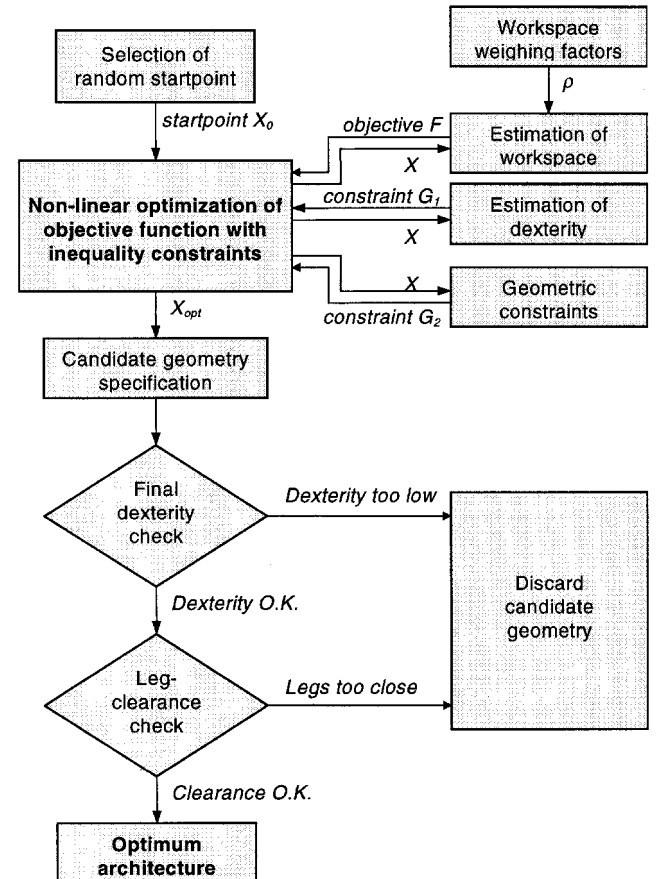 Selection of
random startpoint
Workspace
weighing factors
ρ
startpoint X₀
objective F
X
Estimation of
workspace
Non-linear optimization of
objective function with
inequality constraints
constraint G₁
X
Estimation of
dexterity
X
constraint G₂
Geometric
constraints
Xopt
Candidate geometry
specification
Final
dexterity
check
Dexterity too low
Discard
candidate
geometry
Dexterity O.K.
Leg-
clearance
check
Legs too close
Clearance O.K.
Optimum
architecture